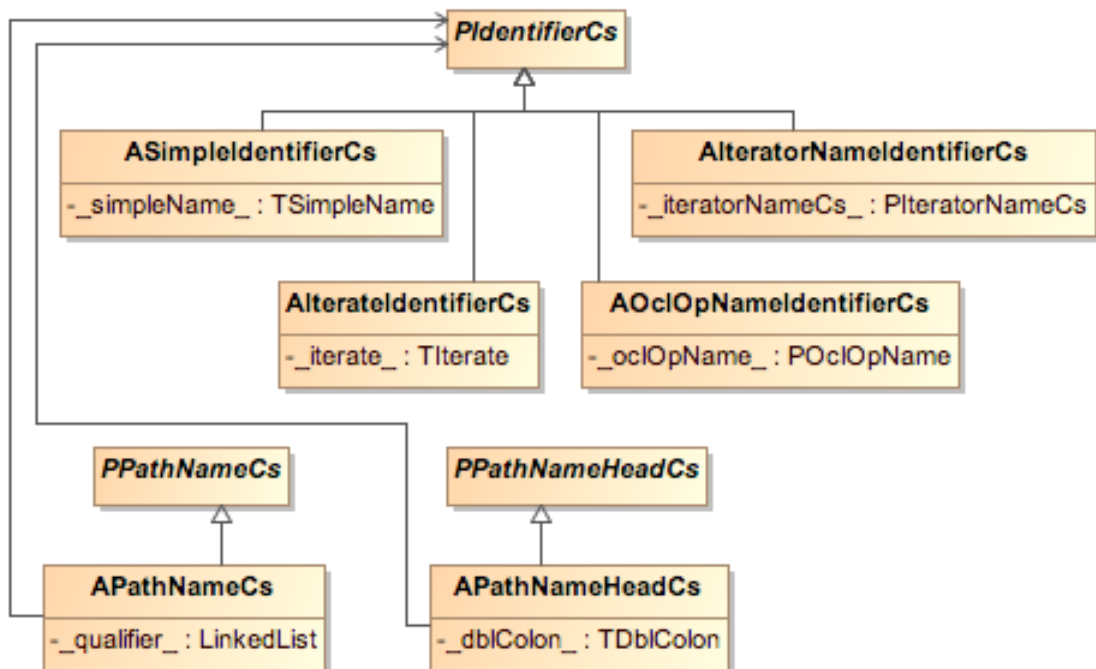 PIdentifierCs
ASimpleIdentifierCs
-_simpleName_ : TSimpleName
AIteratorNameIdentifierCs
-_iteratorNameCs_ : PIteratorNameCs
AIterateIdentifierCs
-_iterate_ : TIterate
AOclOpNameIdentifierCs
-_oclOpName_ : POclOpName
PPathNameCs
PPathNameHeadCs
APathNameCs
-_qualifier_ : LinkedList
APathNameHeadCs
-_dblColon_ : TDblColon